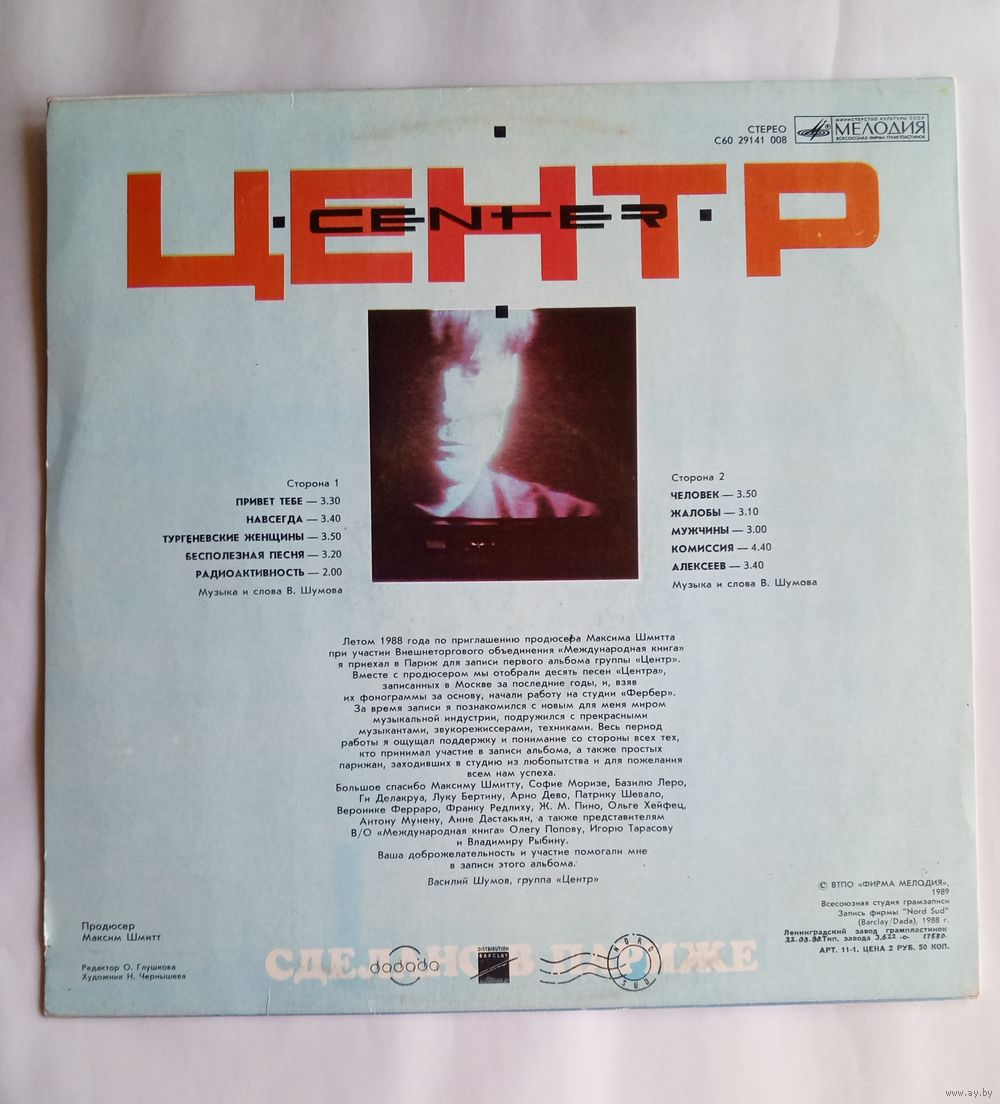 СТЕРЕО
С60 29141 008
МИНИСТЕРСТВО КУЛЬТУРЫ СССР
МЕЛОДИЯ
ВСЕСОЮЗНАЯ ФИРМА ГРАМПЛАСТИНОК
ЦЕНТР
CENTER
Сторона 1
ПРИВЕТ ТЕБЕ — 3.30
НАВСЕГДА — 3.40
ТУРГЕНЕВСКИЕ ЖЕНЩИНЫ — 3.50
БЕСПОЛЕЗНАЯ ПЕСНЯ — 3.20
РАДИОАКТИВНОСТЬ — 2.00
Музыка и слова В. Шумова
Сторона 2
ЧЕЛОВЕК — 3.50
ЖАЛОБЫ — 3.10
МУЖЧИНЫ — 3.00
КОМИССИЯ — 4.40
АЛЕКСЕЕВ — 3.40
Музыка и слова В. Шумова
Летом 1988 года по приглашению продюсера Максима Шмитта
при участии Внешнеторгового объединения «Международная книга»
я приехал в Париж для записи первого альбома группы «Центр».
Вместе с продюсером мы отобрали десять песен «Центра»,
записанных в Москве за последние годы, и, взяв
их фонограммы за основу, начали работу на студии «Фербер».
За время записи я познакомился с новым для меня миром
музыкальной индустрии, подружился с прекрасными
музыкантами, звукорежиссерами, техниками. Весь период
работы я ощущал поддержку и понимание со стороны всех тех,
кто принимал участие в записи альбома, а также простых
парижан, заходивших в студию из любопытства и для пожелания
всем нам успеха.
Большое спасибо Максиму Шмитту, Софие Моризе, Базилю Леро,
Ги Делакруа, Луку Бертину, Арно Дево, Патрику Шевало,
Веронике Ферраро, Франку Редлиху, Ж. М. Пино, Ольге Хейфец,
Антону Мунену, Анне Дастакьян, а также представителям
В/О «Международная книга» Олегу Попову, Игорю Тарасову
и Владимиру Рыбину.
Ваша доброжелательность и участие помогали мне
в записи этого альбома.
Василий Шумов, группа «Центр»
© ВТПО «ФИРМА МЕЛОДИЯ»,
1989
Всесоюзная студия грамзаписи
Запись фирмы "Nord Sud"
(Barclay/Dada), 1988 г.
Ленинградский завод грампластинок
Тип. завода З.622 -о- 17550
АРТ. 11-1. ЦЕНА 2 РУБ. 50 КОП.
Продюсер
Максим Шмитт
Редактор О. Глушкова
Художник Н. Чернышева
СДЕЛАНО В ПАРИЖЕ
dadada
DISTRIBUTION
BARCLAY
NORD
SUD
www.ay.by